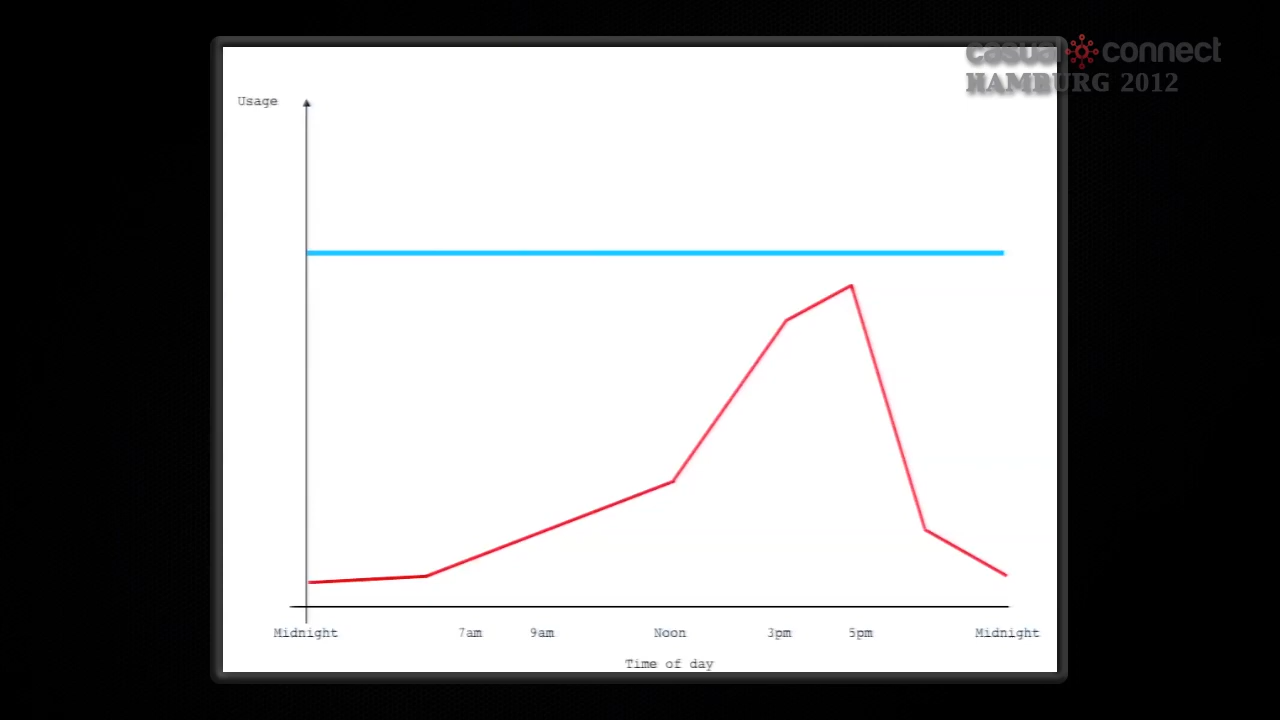 casual connect
HAMBURG 2012
Usage
Midnight 7am 9am Noon 3pm 5pm Midnight
Time of day